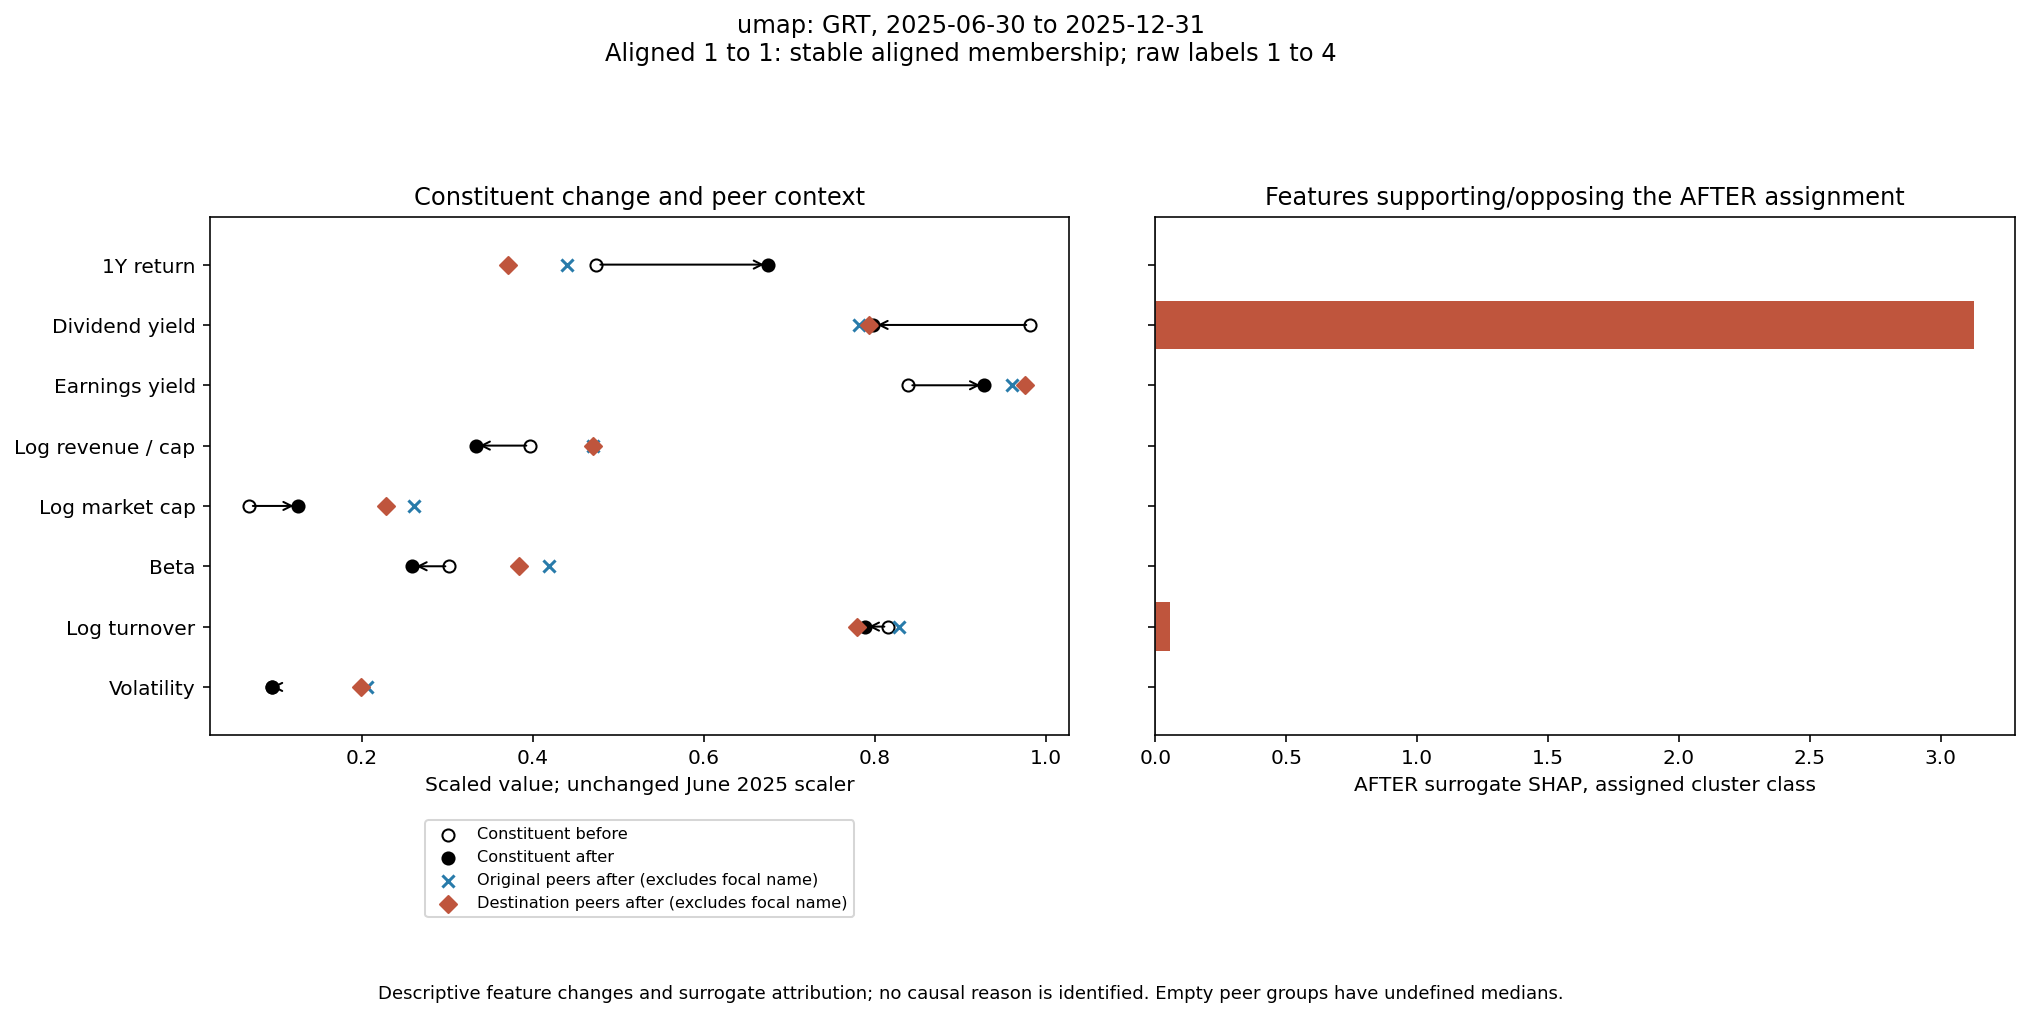 umap: GRT, 2025-06-30 to 2025-12-31
Aligned 1 to 1: stable aligned membership; raw labels 1 to 4
Constituent change and peer context
1Y return
Dividend yield
Earnings yield
Log revenue / cap
Log market cap
Beta
Log turnover
Volatility
0.2 0.4 0.6 0.8 1.0
Scaled value; unchanged June 2025 scaler
Constituent before
Constituent after
Original peers after (excludes focal name)
Destination peers after (excludes focal name)
Features supporting/opposing the AFTER assignment
0.0 0.5 1.0 1.5 2.0 2.5 3.0
AFTER surrogate SHAP, assigned cluster class
Descriptive feature changes and surrogate attribution; no causal reason is identified. Empty peer groups have undefined medians.